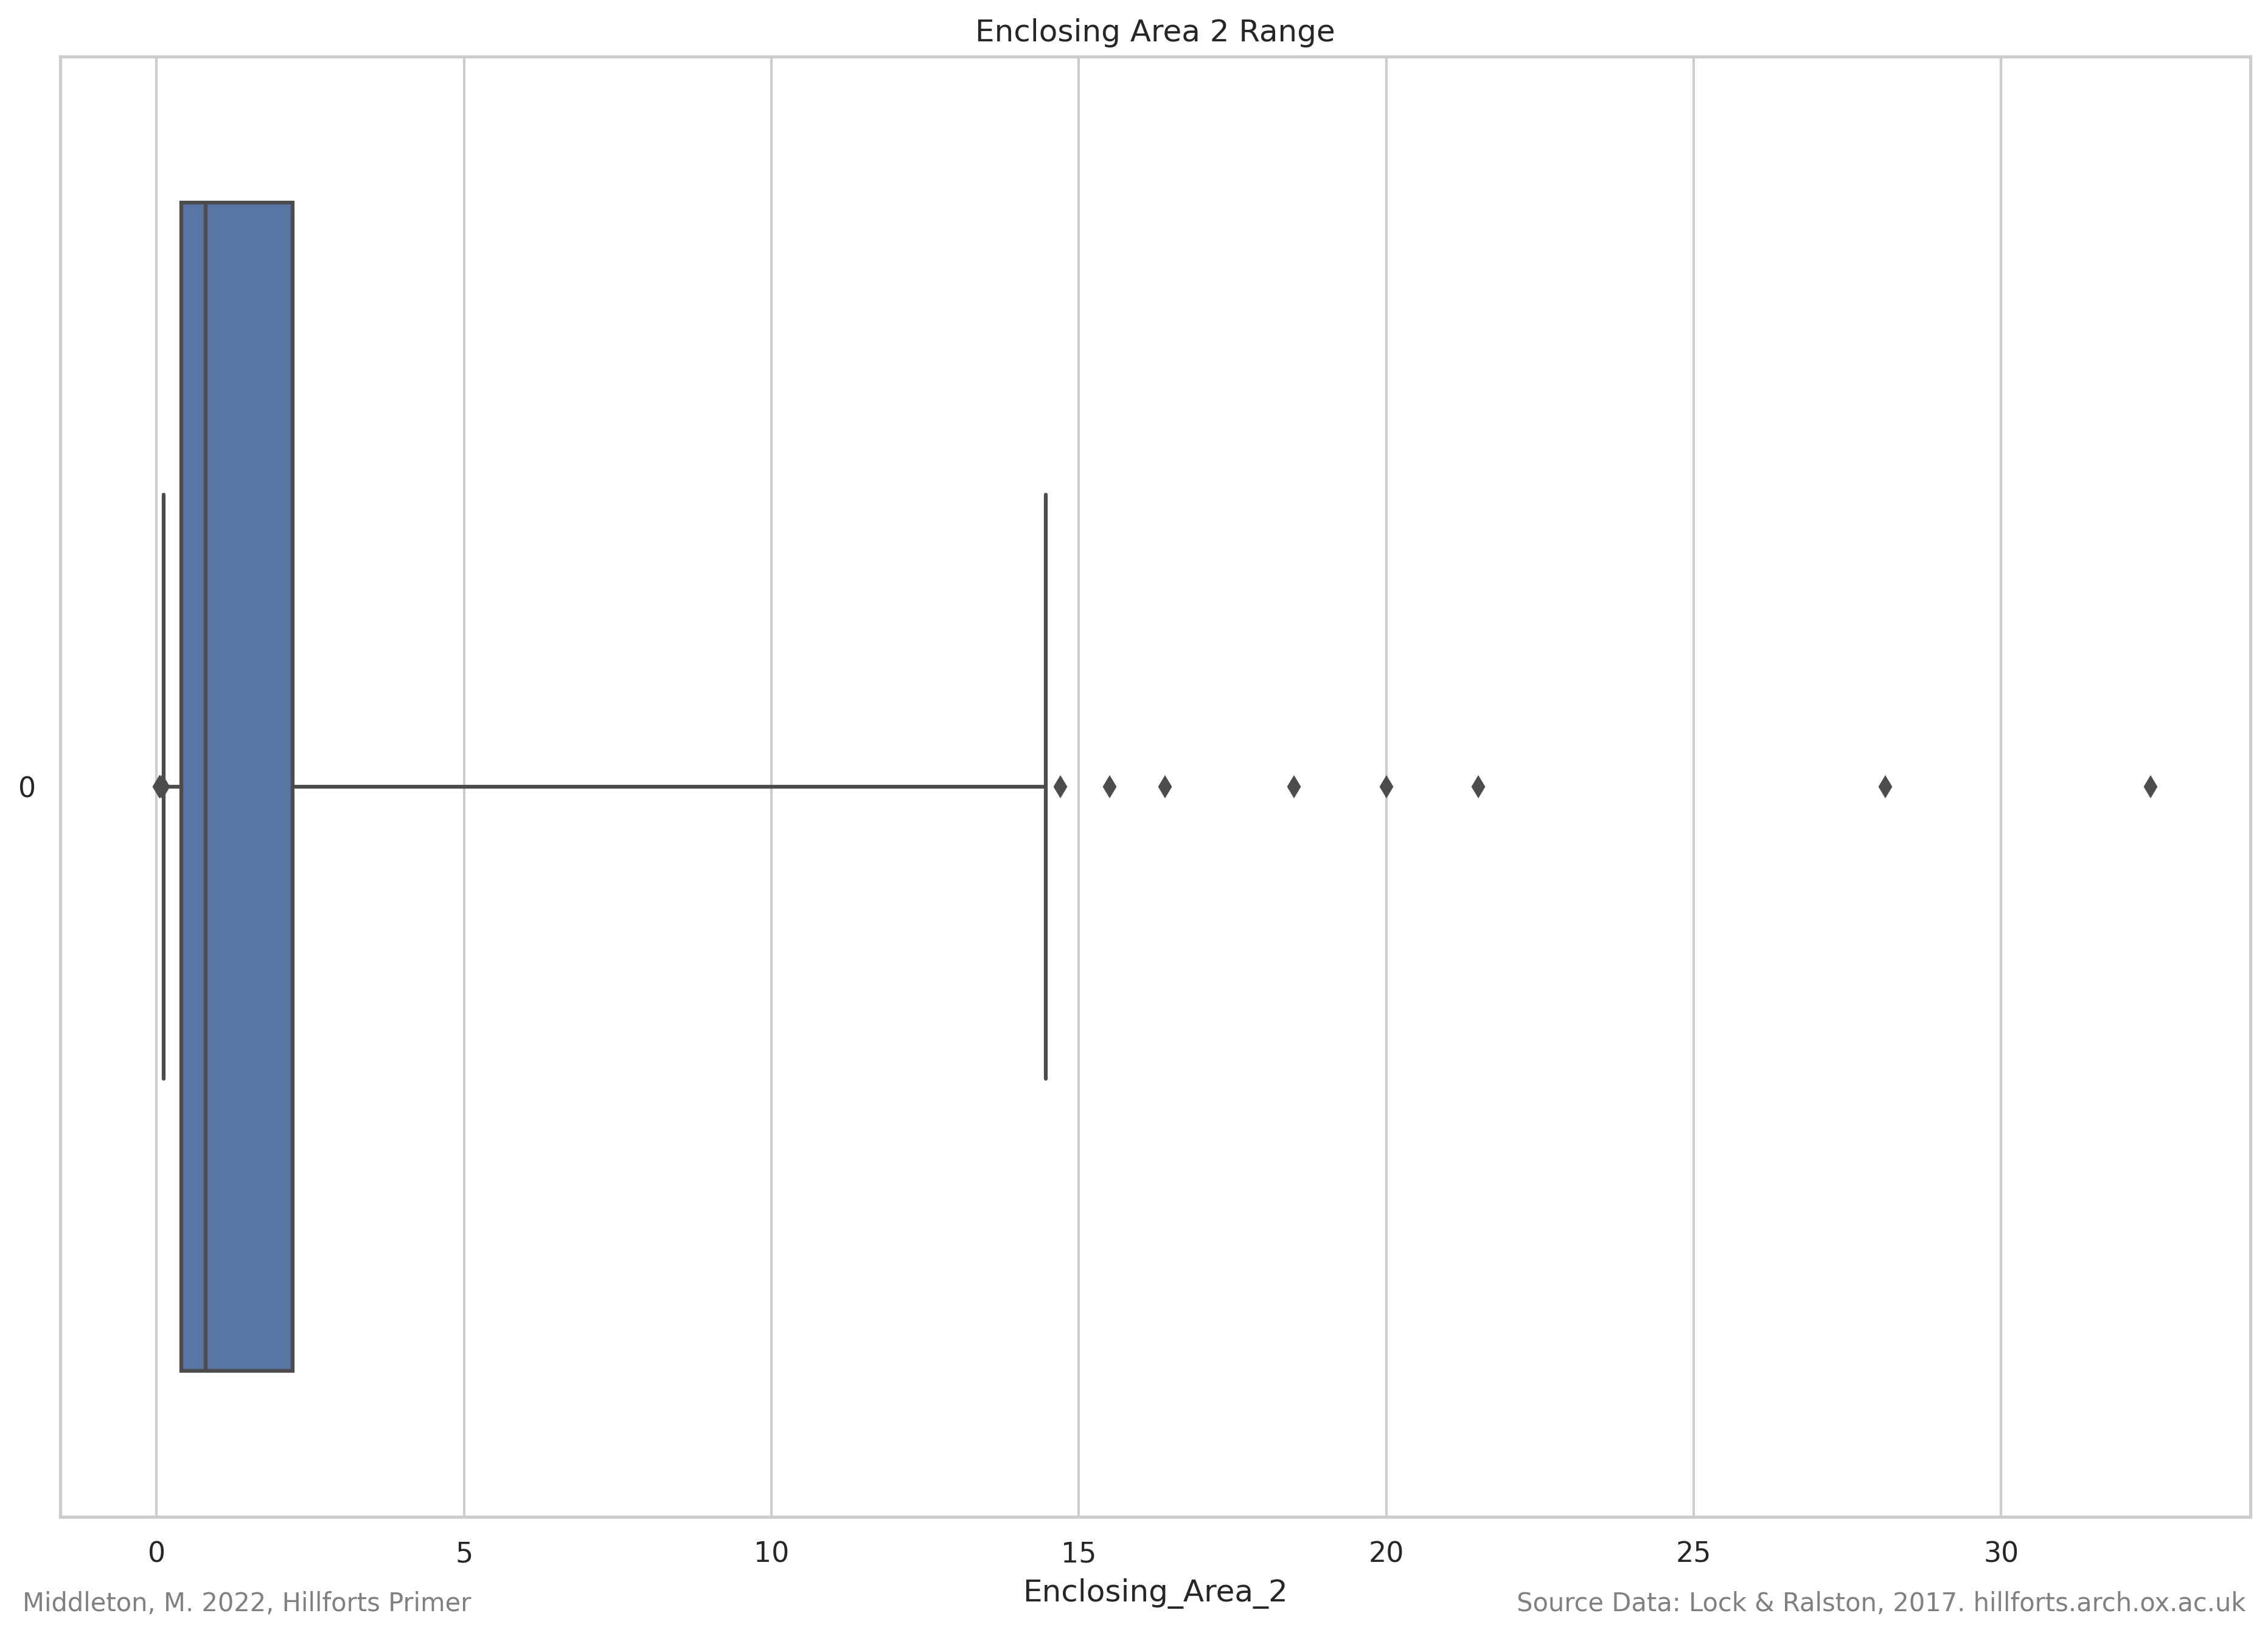 Enclosing Area 2 Range
0
0 5 10 15 20 25 30
Enclosing_Area_2
Middleton, M. 2022, Hillforts Primer
Source Data: Lock & Ralston, 2017. hillforts.arch.ox.ac.uk